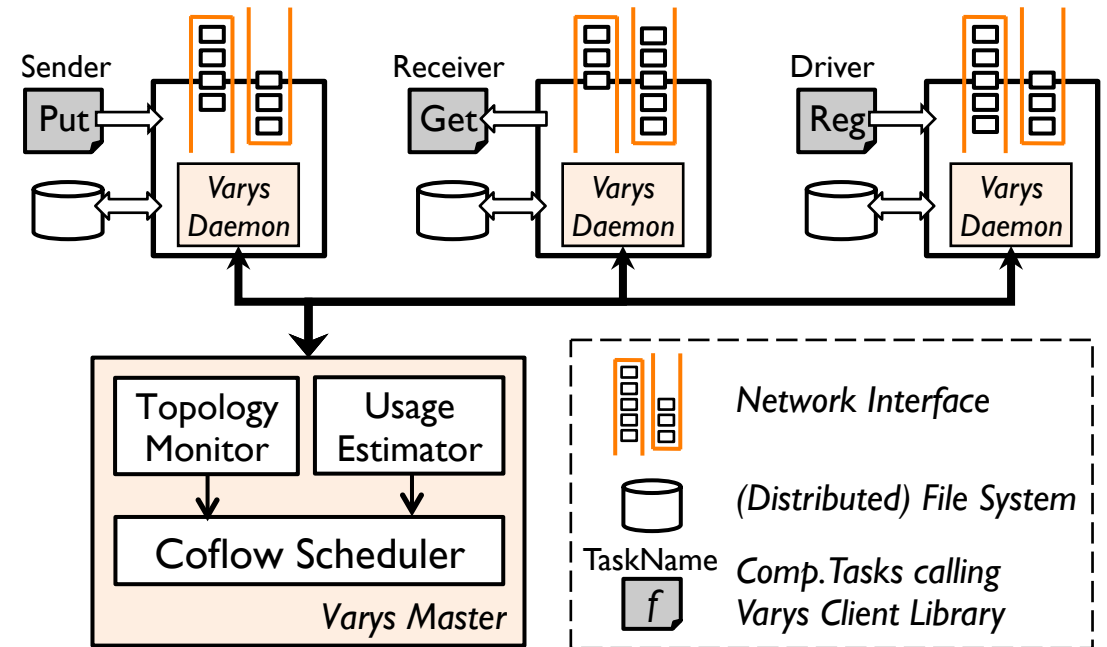 Sender
Put
Varys
Daemon
Receiver
Get
Varys
Daemon
Driver
Reg
Varys
Daemon
Topology
Monitor
Usage
Estimator
Coflow Scheduler
Varys Master
Network Interface
(Distributed) File System
TaskName
f
Comp.Tasks calling
Varys Client Library